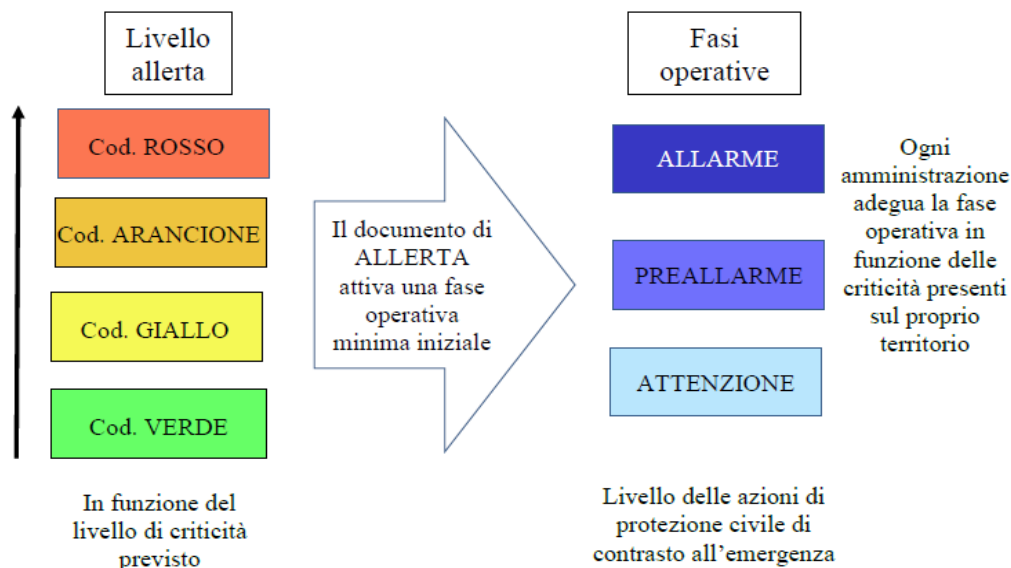 Livello
allerta
Cod. ROSSO
Cod. ARANCIONE
Cod. GIALLO
Cod. VERDE
In funzione del
livello di criticità
previsto
Il documento di
ALLERTA
attiva una fase
operativa
minima iniziale
Fasi
operative
ALLARME
PREALLARME
ATTENZIONE
Livello delle azioni di
protezione civile di
contrasto all’emergenza
Ogni
amministrazione
adegua la fase
operativa in
funzione delle
criticità presenti
sul proprio
territorio